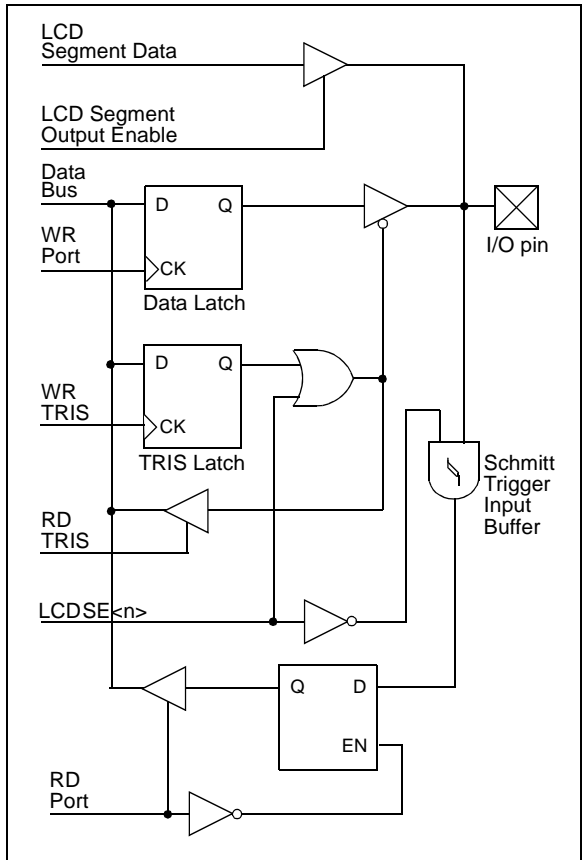 LCD
Segment Data
LCD Segment
Output Enable
Data
Bus
D Q
WR
Port
CK
I/O pin
Data Latch
D Q
WR
TRIS
CK
TRIS Latch
Schmitt
Trigger
Input
Buffer
RD
TRIS
LCDSE<n>
Q D
EN
RD
Port